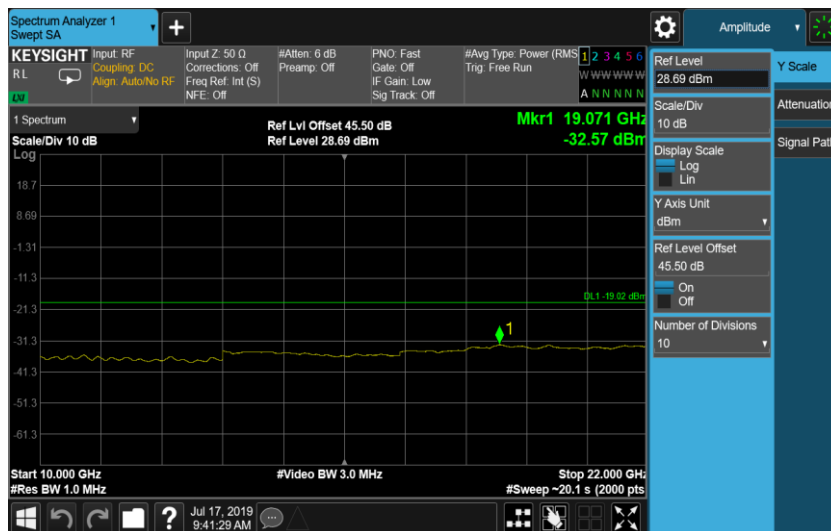 Spectrum Analyzer 1
Swept SA
+
Amplitude
KEYSIGHT
RL
LXI
Input: RF
Coupling: DC
Align: Auto/No RF
Input Z: 50 Ω
Corrections: Off
Freq Ref: Int (S)
NFE: Off
#Atten: 6 dB
Preamp: Off
PNO: Fast
Gate: Off
IF Gain: Low
Sig Track: Off
#Avg Type: Power (RMS
Trig: Free Run
1 2 3 4 5 6
W W W W W W
A N N N N N
1 Spectrum
Scale/Div 10 dB
Log
Ref Lvl Offset 45.50 dB
Ref Level 28.69 dBm
Mkr1 19.071 GHz
-32.57 dBm
18.7
8.69
-1.31
-11.3
-21.3
-31.3
-41.3
-51.3
-61.3
DL1 -19.02 dBm
1
Start 10.000 GHz
#Res BW 1.0 MHz
#Video BW 3.0 MHz
Stop 22.000 GHz
#Sweep ~20.1 s (2000 pts
Ref Level
28.69 dBm
Scale/Div
10 dB
Display Scale
Log
Lin
Y Axis Unit
dBm
Ref Level Offset
45.50 dB
On
Off
Number of Divisions
10
Y Scale
Attenuation
Signal Path
?
Jul 17, 2019
9:41:29 AM